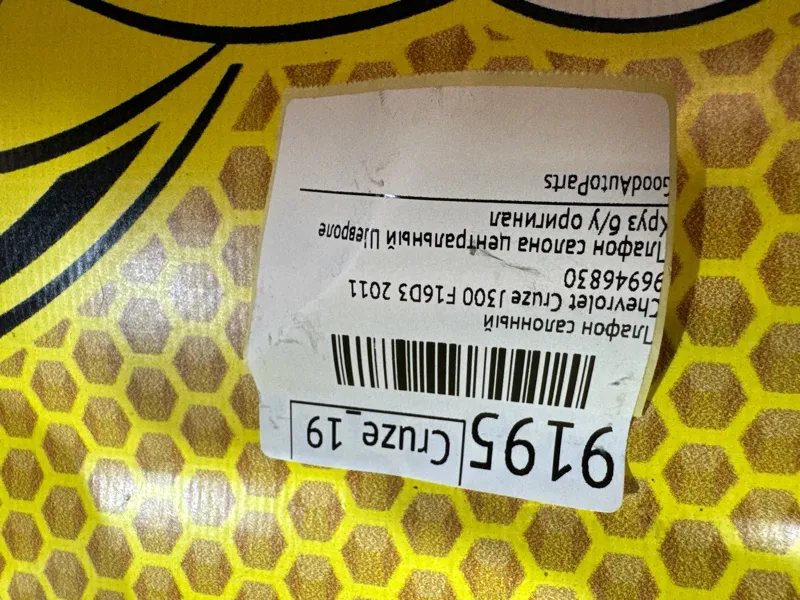 9195 Cruze_19
Плафон салонный
Chevrolet Cruze J300 F16D3 2011
96946830
Плафон салона центральный Шевроле
Круз б/у оригинал
GoodAutoParts